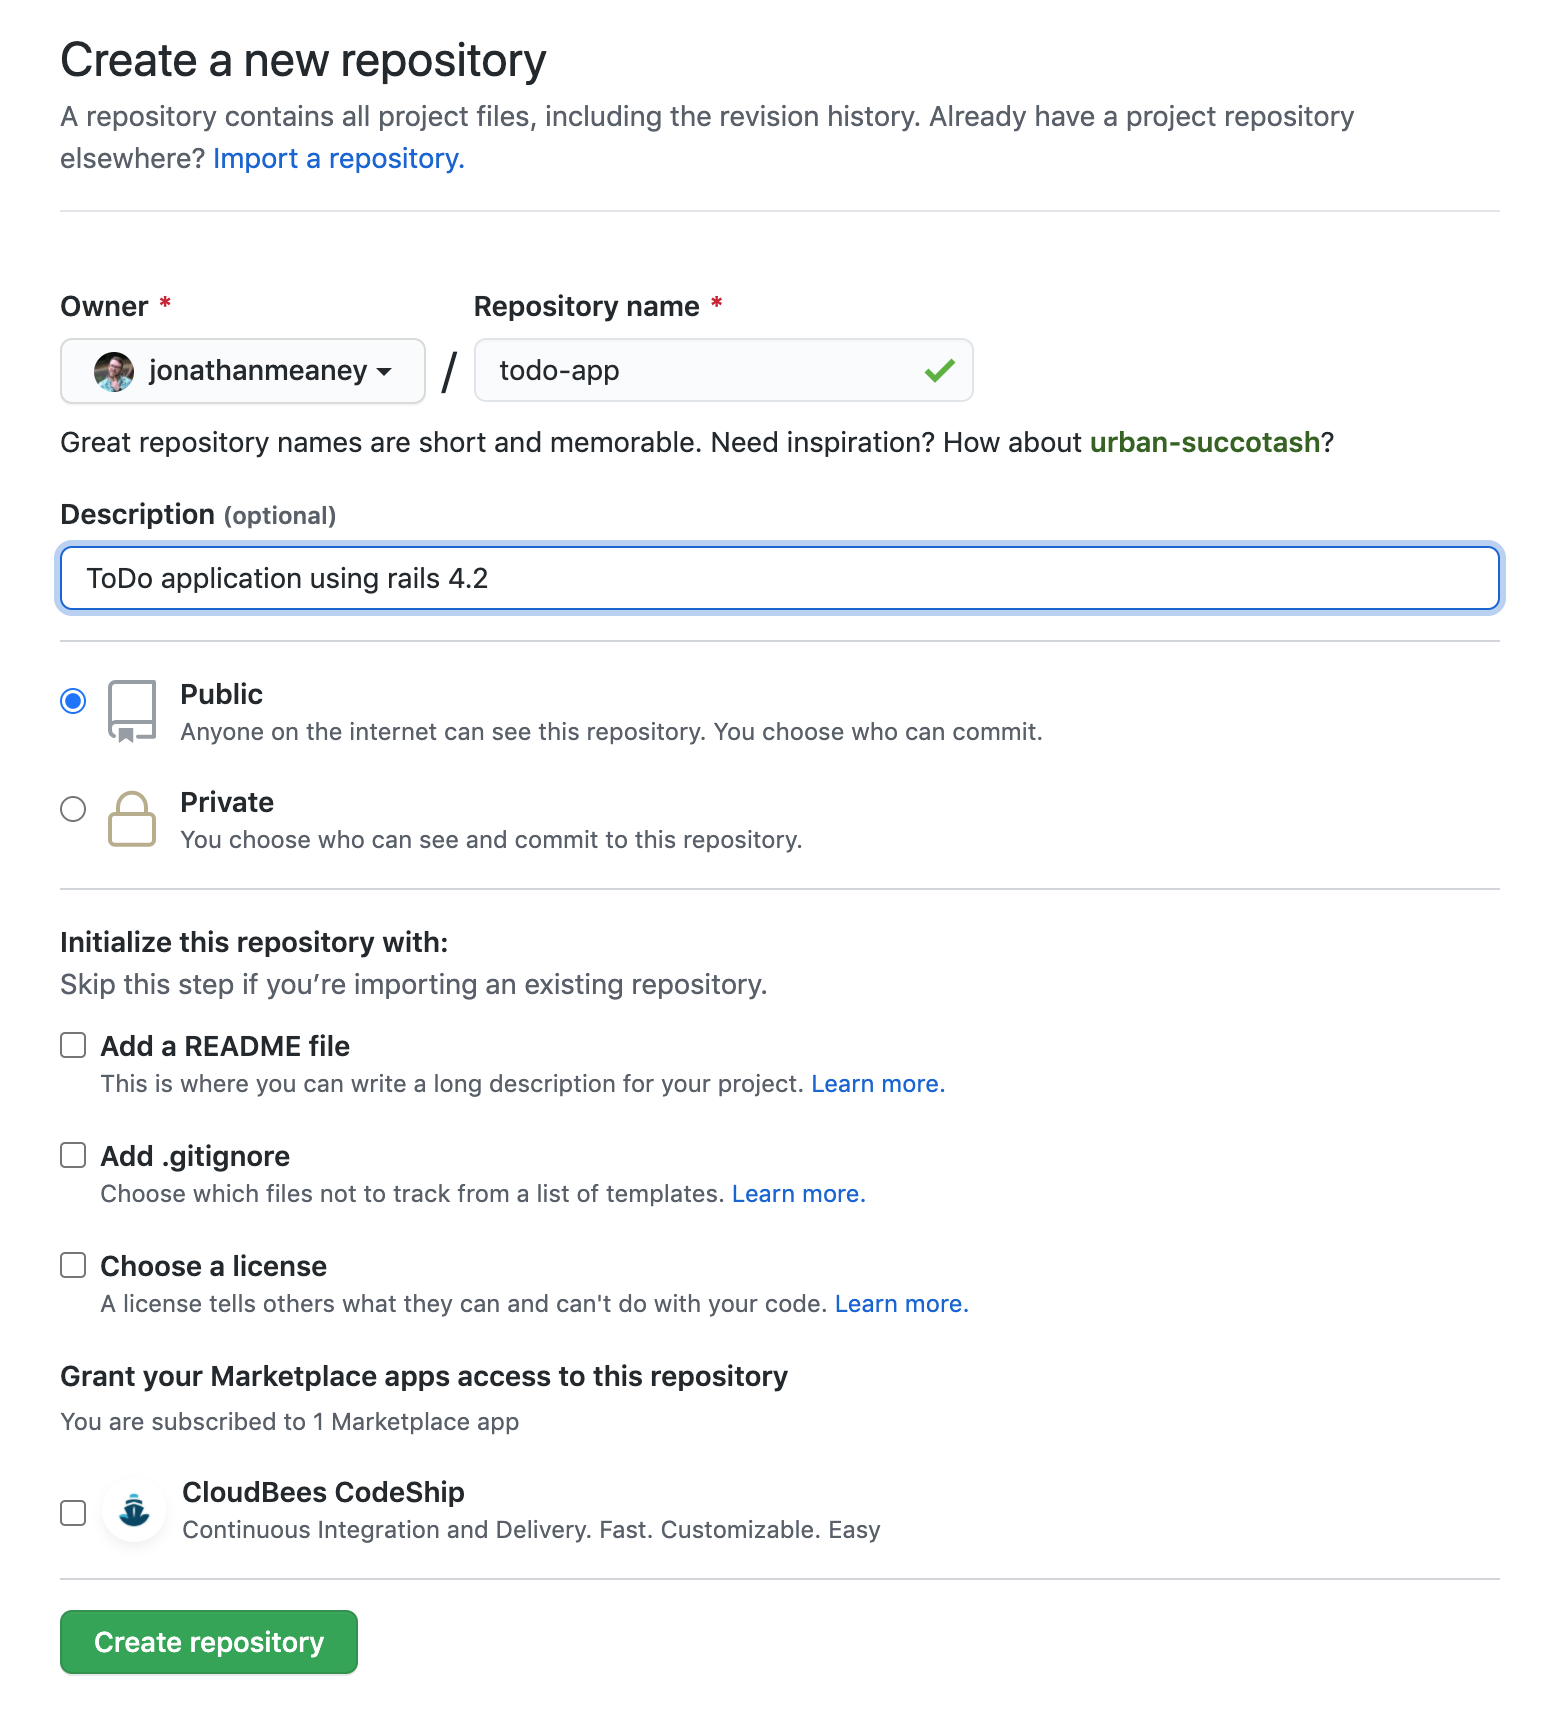 Create a new repository
A repository contains all project files, including the revision history. Already have a project repository
elsewhere? Import a repository.
Owner * Repository name *
jonathanmeaney / todo-app
Great repository names are short and memorable. Need inspiration? How about urban-succotash?
Description (optional)
ToDo application using rails 4.2
Public
Anyone on the internet can see this repository. You choose who can commit.
Private
You choose who can see and commit to this repository.
Initialize this repository with:
Skip this step if you’re importing an existing repository.
Add a README file
This is where you can write a long description for your project. Learn more.
Add .gitignore
Choose which files not to track from a list of templates. Learn more.
Choose a license
A license tells others what they can and can't do with your code. Learn more.
Grant your Marketplace apps access to this repository
You are subscribed to 1 Marketplace app
CloudBees CodeShip
Continuous Integration and Delivery. Fast. Customizable. Easy
Create repository